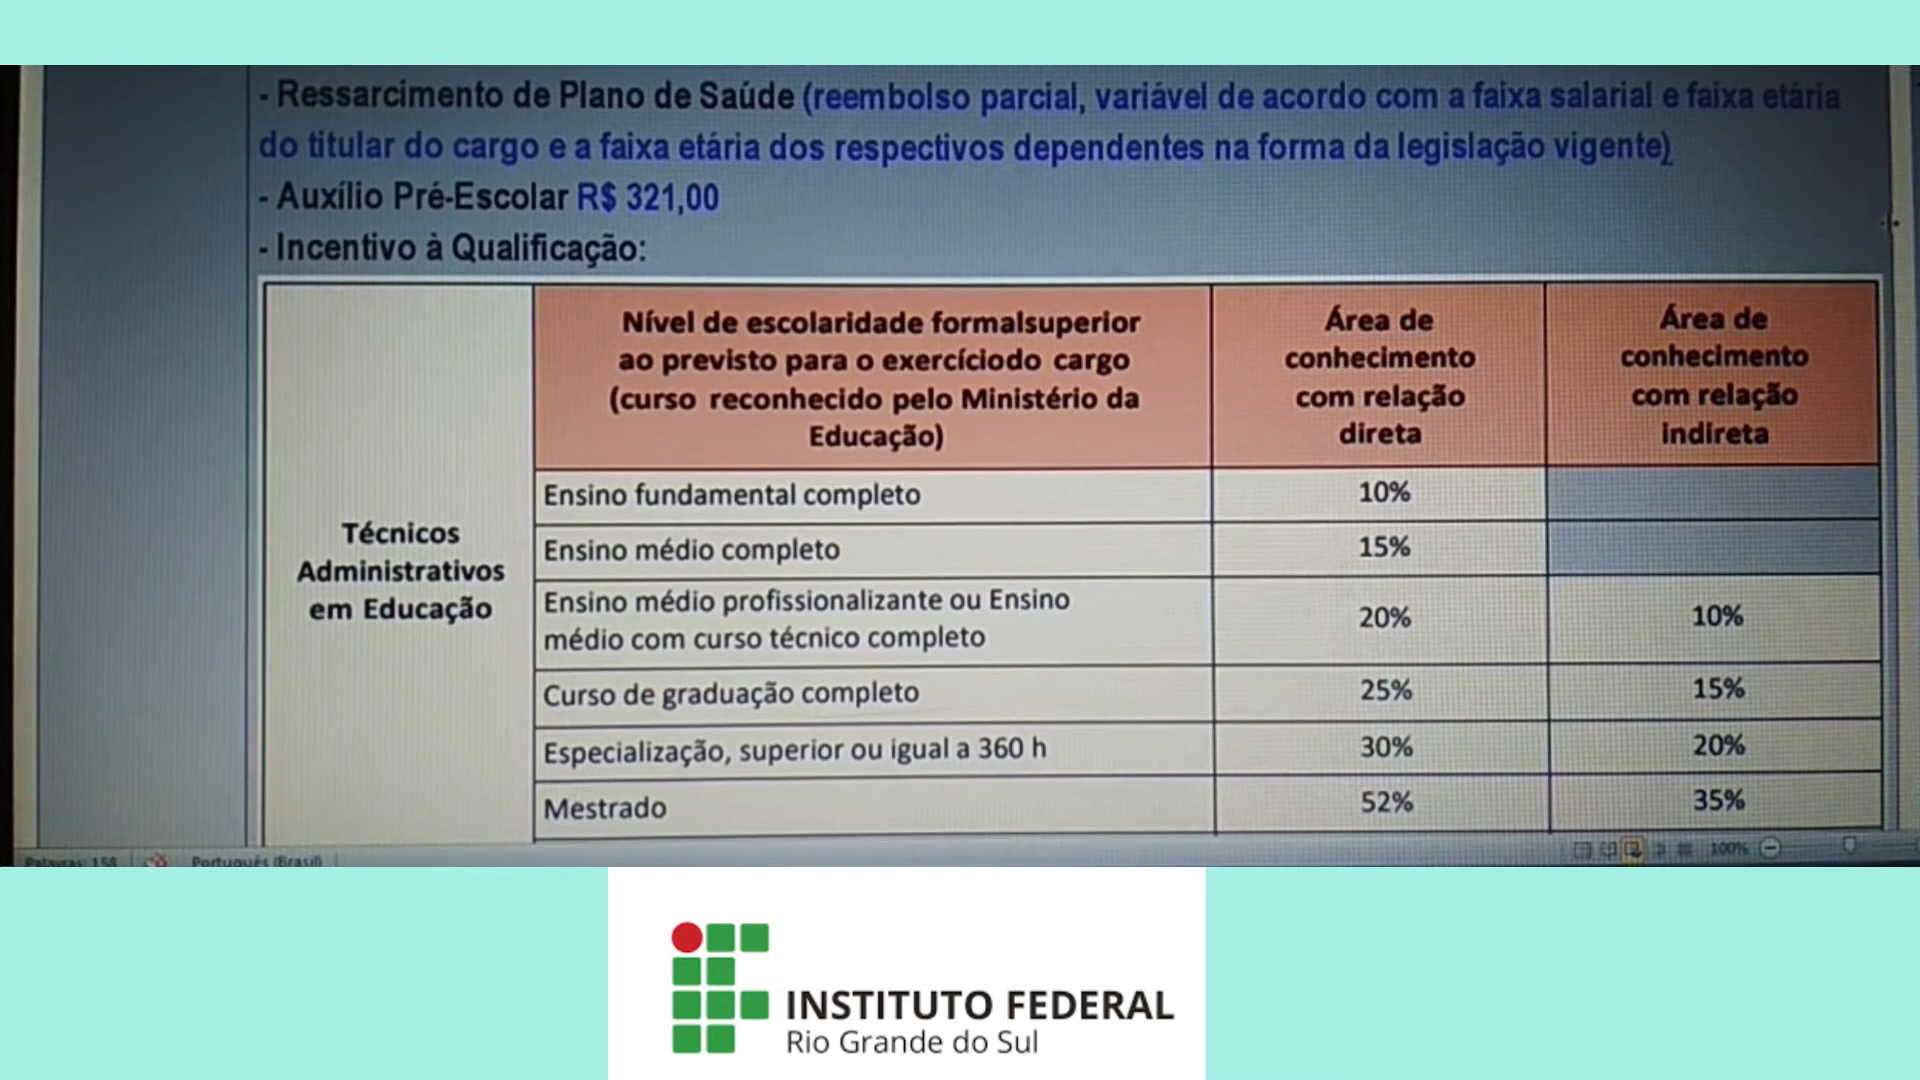 - Ressarcimento de Plano de Saúde (reembolso parcial, variável de acordo com a faixa salarial e faixa etária
do titular do cargo e a faixa etária dos respectivos dependentes na forma da legislação vigente)
- Auxílio Pré-Escolar R$ 321,00
- Incentivo à Qualificação:
Técnicos
Administrativos
em Educação
Nível de escolaridade formalsuperior
ao previsto para o exercíciodo cargo
(curso reconhecido pelo Ministério da
Educação)
Área de
conhecimento
com relação
direta
Área de
conhecimento
com relação
indireta
Ensino fundamental completo 10%
Ensino médio completo 15%
Ensino médio profissionalizante ou Ensino
médio com curso técnico completo 20% 10%
Curso de graduação completo 25% 15%
Especialização, superior ou igual a 360 h 30% 20%
Mestrado 52% 35%
Palavras: 158 Português (Brasil) 100%
INSTITUTO FEDERAL
Rio Grande do Sul